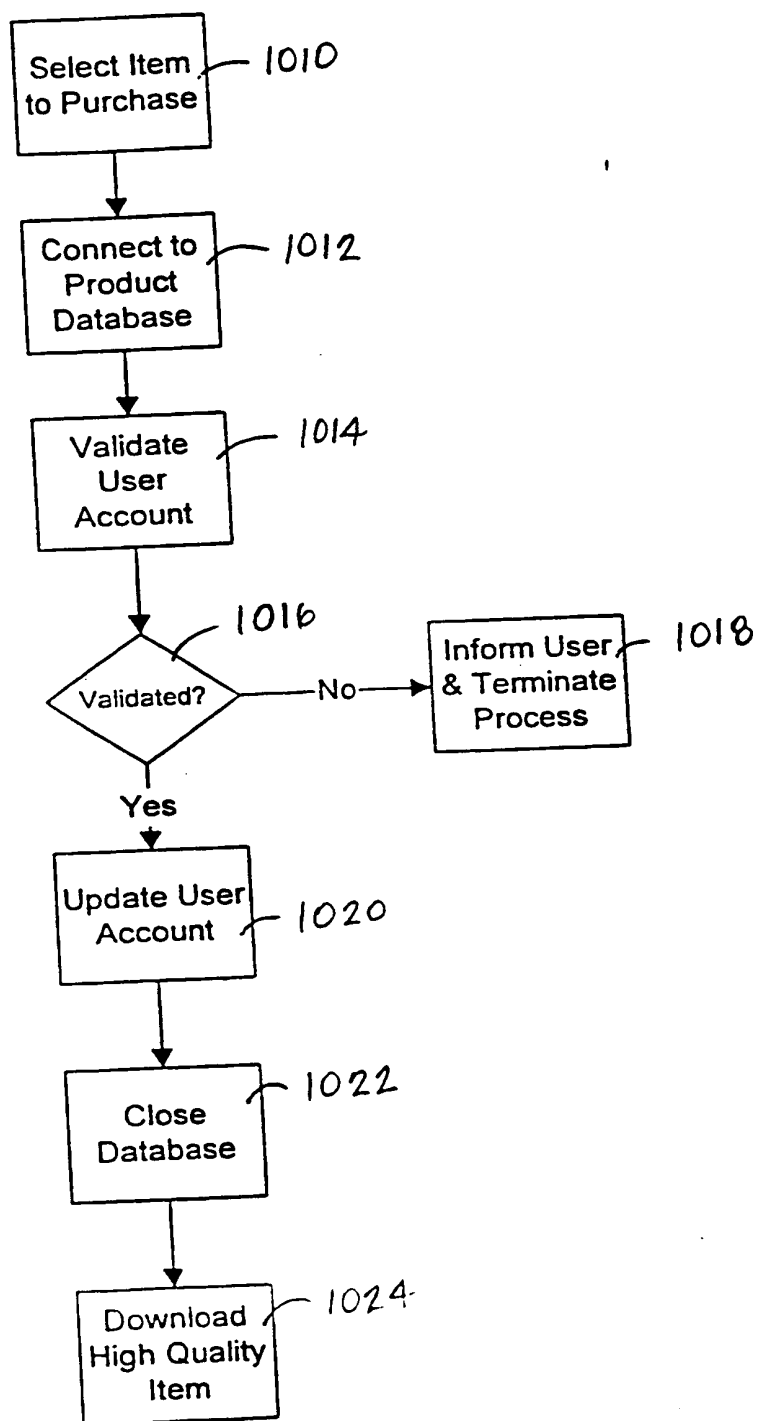 Select Item
to Purchase
1010
Connect to
Product
Database
1012
Validate
User
Account
1014
Validated?
1016
No
Inform User
& Terminate
Process
1018
Yes
Update User
Account
1020
Close
Database
1022
Download
High Quality
Item
1024